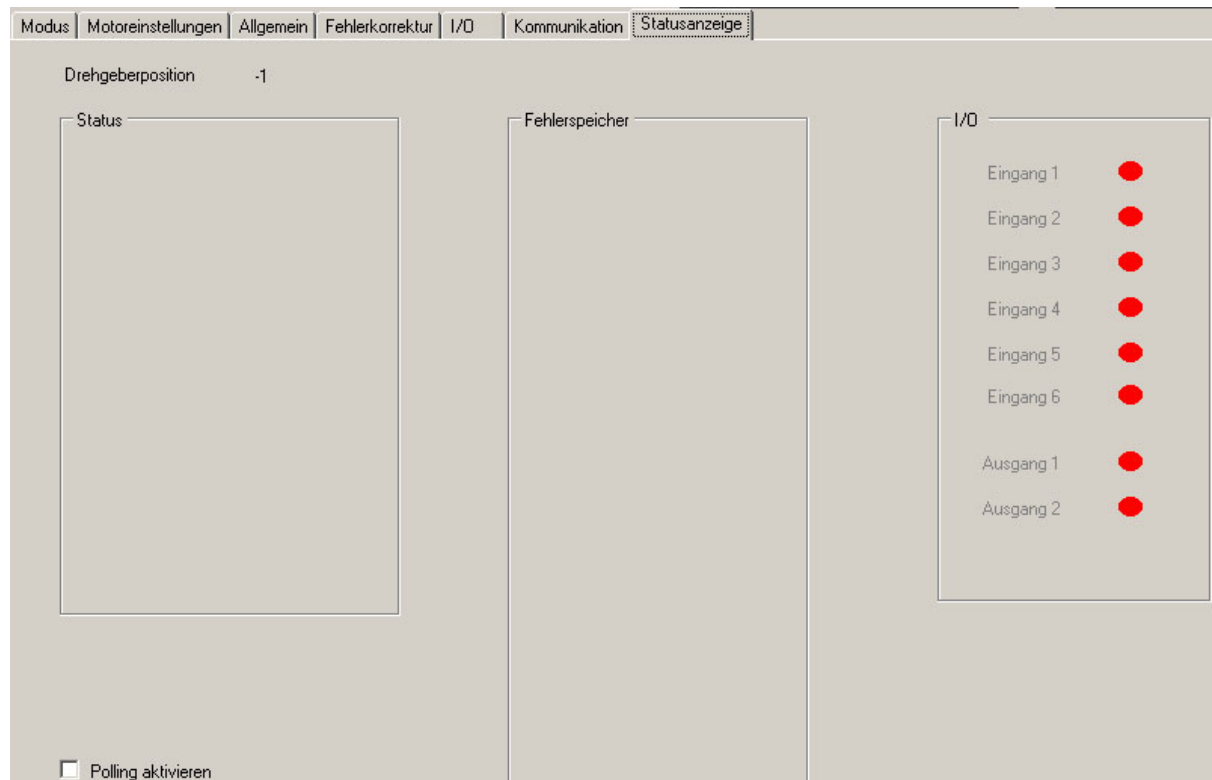 Modus Motoreinstellungen Allgemein Fehlerkorrektur I/O Kommunikation Statusanzeige
Drehgeberposition -1
Status
Fehlerspeicher
I/O
Eingang 1
Eingang 2
Eingang 3
Eingang 4
Eingang 5
Eingang 6
Ausgang 1
Ausgang 2
Polling aktivieren